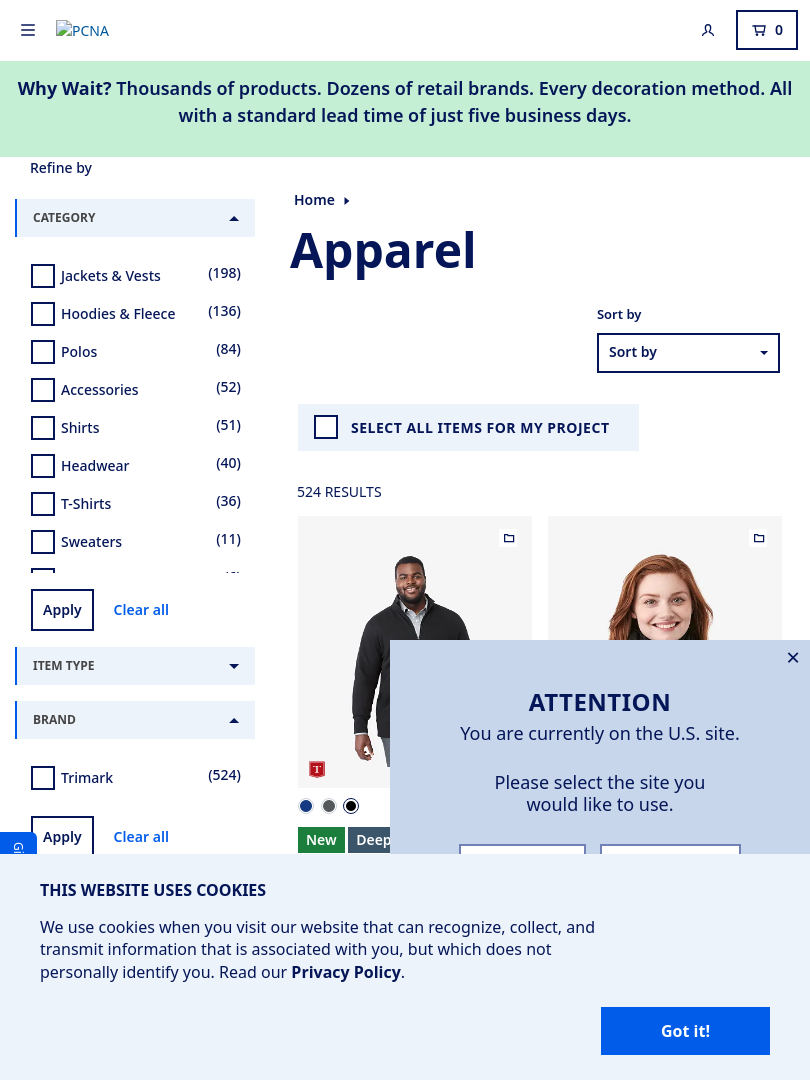 PCNA
0
Why Wait? Thousands of products. Dozens of retail brands. Every decoration method. All
with a standard lead time of just five business days.
Refine by
CATEGORY
Jackets & Vests (198)
Hoodies & Fleece (136)
Polos (84)
Accessories (52)
Shirts (51)
Headwear (40)
T-Shirts (36)
Sweaters (11)
Apply Clear all
ITEM TYPE
BRAND
Trimark (524)
Apply Clear all
Home
Apparel
Sort by
Sort by
SELECT ALL ITEMS FOR MY PROJECT
524 RESULTS
T
New Deep
ATTENTION
You are currently on the U.S. site.
Please select the site you
would like to use.
THIS WEBSITE USES COOKIES
We use cookies when you visit our website that can recognize, collect, and
transmit information that is associated with you, but which does not
personally identify you. Read our Privacy Policy.
Got it!